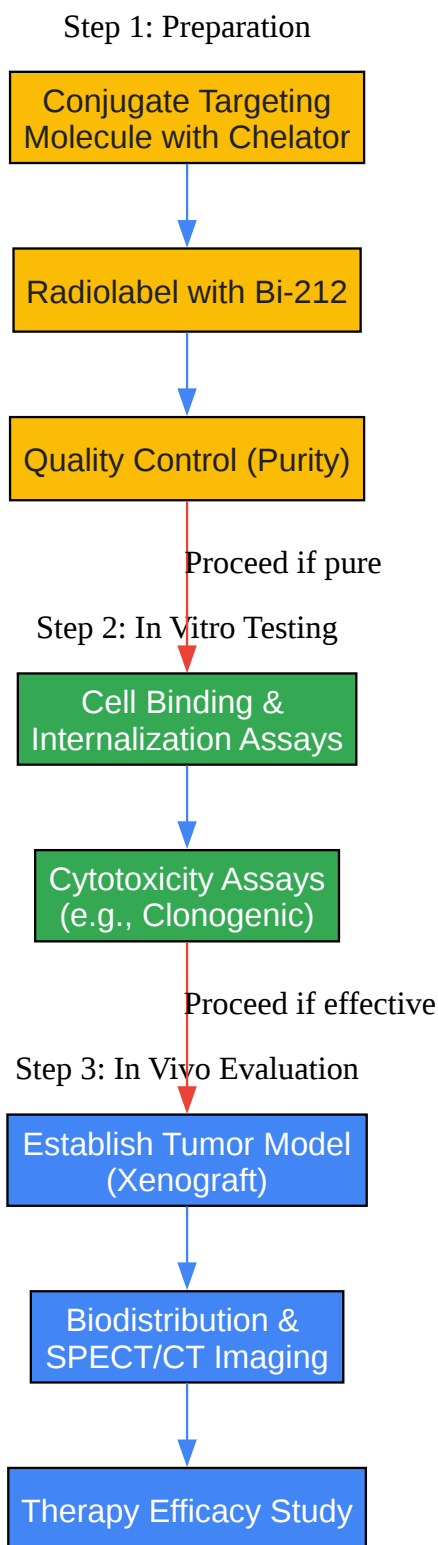 Step 1: Preparation
Conjugate Targeting
Molecule with Chelator
Radiolabel with Bi-212
Quality Control (Purity)
Proceed if pure
Step 2: In Vitro Testing
Cell Binding &
Internalization Assays
Cytotoxicity Assays
(e.g., Clonogenic)
Proceed if effective
Step 3: In Vivo Evaluation
Establish Tumor Model
(Xenograft)
Biodistribution &
SPECT/CT Imaging
Therapy Efficacy Study